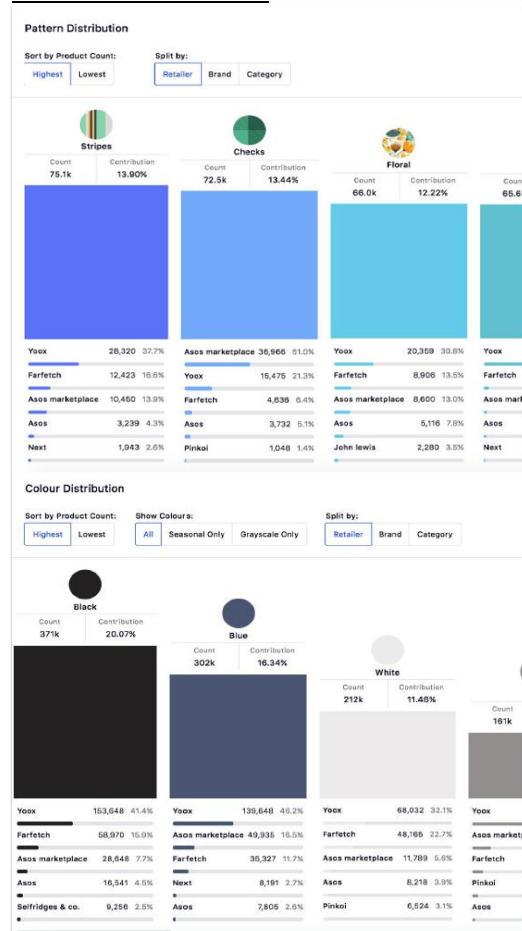 Pattern Distribution
Sort by Product Count: Split by:
Highest Lowest Retailer Brand Category
Stripes
Count Contribution
75.1k 13.90%
Yoox 28,320 37.7%
Farfetch 12,423 16.6%
Asos marketplace 10,450 13.9%
Asos 3,239 4.3%
Next 1,943 2.6%
Checks
Count Contribution
72.5k 13.44%
Asos marketplace 36,966 51.0%
Yoox 15,475 21.3%
Farfetch 4,636 6.4%
Asos 3,732 5.1%
Pinkoi 1,048 1.4%
Floral
Count Contribution
66.0k 12.22%
Yoox 20,359 30.8%
Farfetch 8,906 13.5%
Asos marketplace 8,600 13.0%
Asos 5,116 7.8%
John lewis 2,280 3.5%
Coun
65.6
Yoox
Farfetch
Asos mark
Asos
Next
Colour Distribution
Sort by Product Count: Show Colours: Split by:
Highest Lowest All Seasonal Only Grayscale Only Retailer Brand Category
Black
Count Contribution
371k 20.07%
Yoox 153,648 41.4%
Farfetch 58,970 15.9%
Asos marketplace 28,648 7.7%
Asos 16,541 4.5%
Selfridges & co. 9,256 2.5%
Blue
Count Contribution
302k 16.34%
Yoox 139,648 46.2%
Asos marketplace 49,935 16.5%
Farfetch 35,327 11.7%
Next 8,191 2.7%
Asos 7,805 2.6%
White
Count Contribution
212k 11.46%
Yoox 68,032 32.1%
Farfetch 48,165 22.7%
Asos marketplace 11,789 5.6%
Asos 8,218 3.9%
Pinkoi 6,524 3.1%
Count
161k
Yoox
Asos market
Farfetch
Pinkoi
Asos